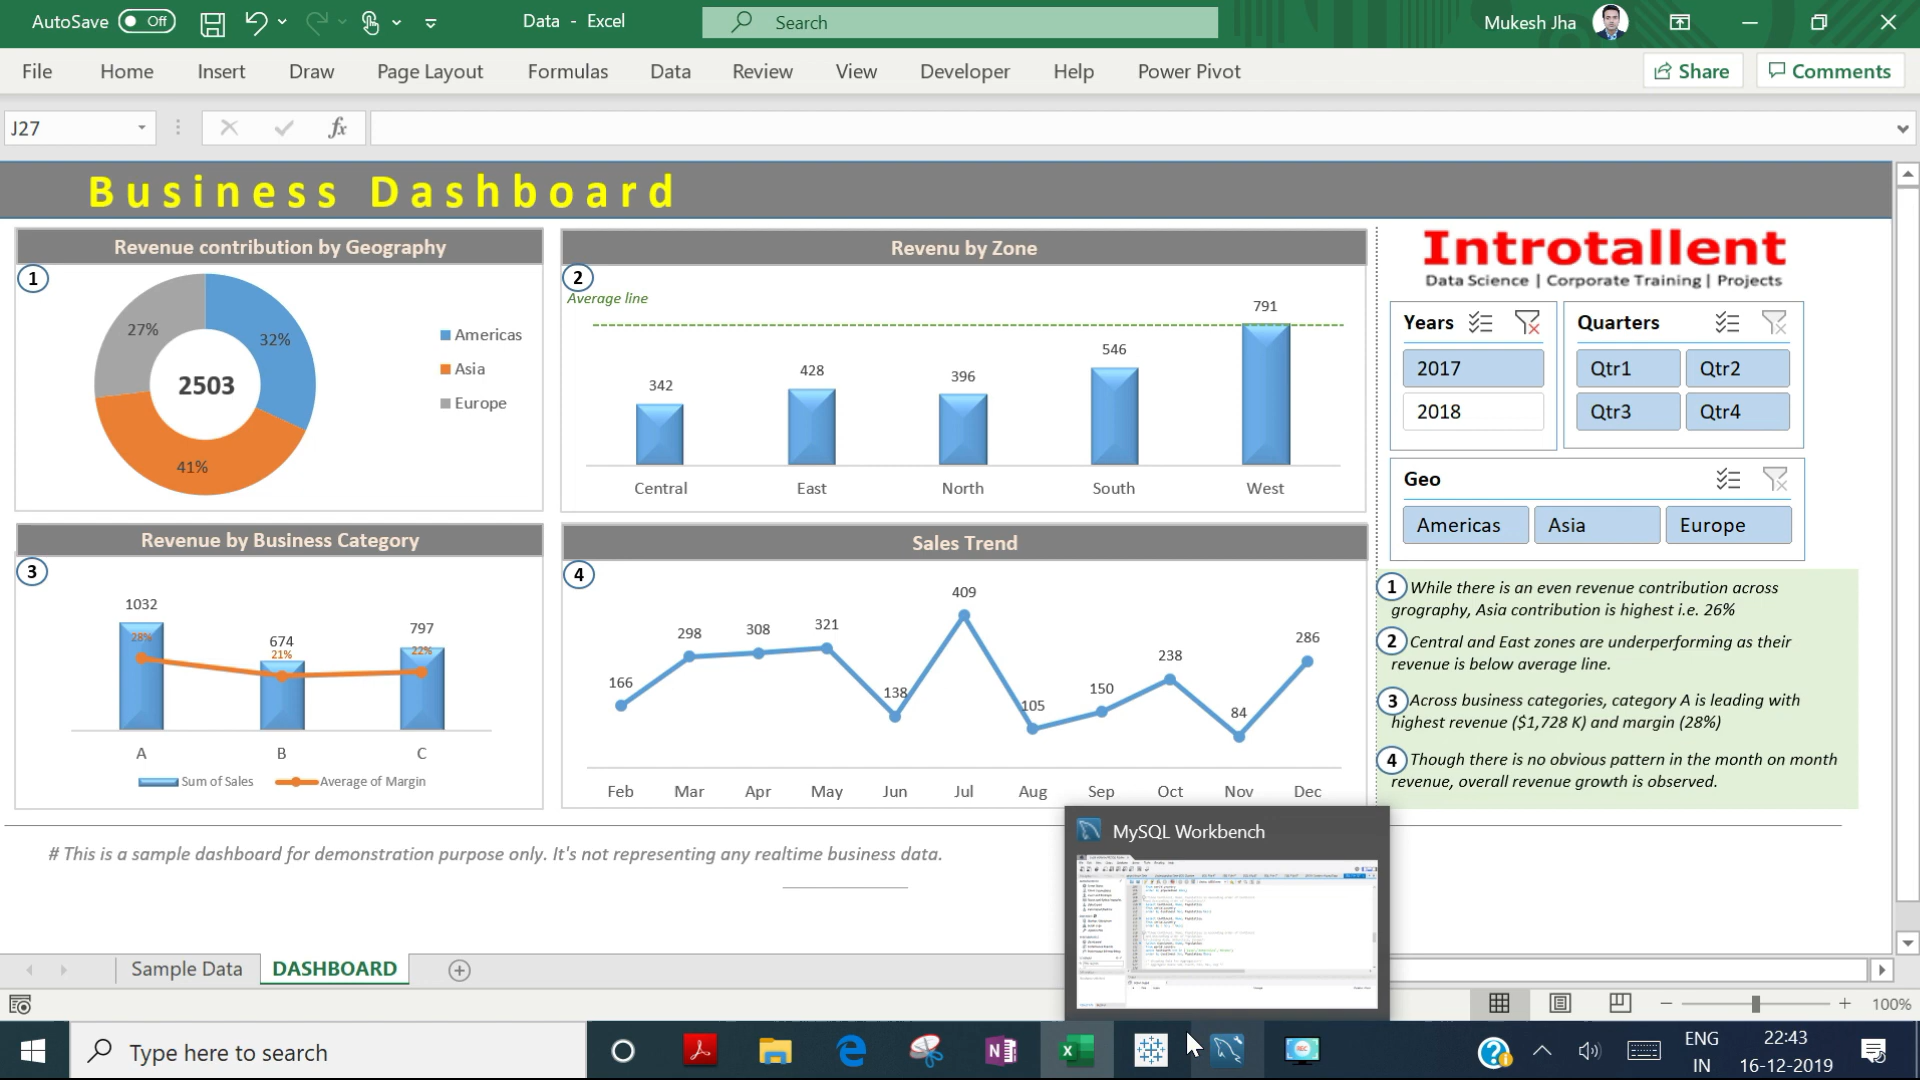 AutoSave Off Data - Excel Search Mukesh Jha
File Home Insert Draw Page Layout Formulas Data Review View Developer Help Power Pivot Share Comments
J27 fx
Business Dashboard
Revenue contribution by Geography
1
27%
32%
2503
41%
Americas
Asia
Europe
Revenu by Zone
2
Average line
342 428 396 546 791
Central East North South West
Introtallent
Data Science | Corporate Training | Projects
Years
2017
2018
Quarters
Qtr1 Qtr2
Qtr3 Qtr4
Geo
Americas Asia Europe
Revenue by Business Category
3
1032 674 797
28% 21% 22%
A B C
Sum of Sales Average of Margin
Sales Trend
4
166 298 308 321 138 409 105 150 238 84 286
Feb Mar Apr May Jun Jul Aug Sep Oct Nov Dec
1 While there is an even revenue contribution across
grography, Asia contribution is highest i.e. 26%
2 Central and East zones are underperforming as their
revenue is below average line.
3 Across business categories, category A is leading with
highest revenue ($1,728 K) and margin (28%)
4 Though there is no obvious pattern in the month on month
revenue, overall revenue growth is observed.
# This is a sample dashboard for demonstration purpose only. It's not representing any realtime business data.
MySQL Workbench
Sample Data DASHBOARD
100%
Type here to search
ENG
IN
22:43
16-12-2019